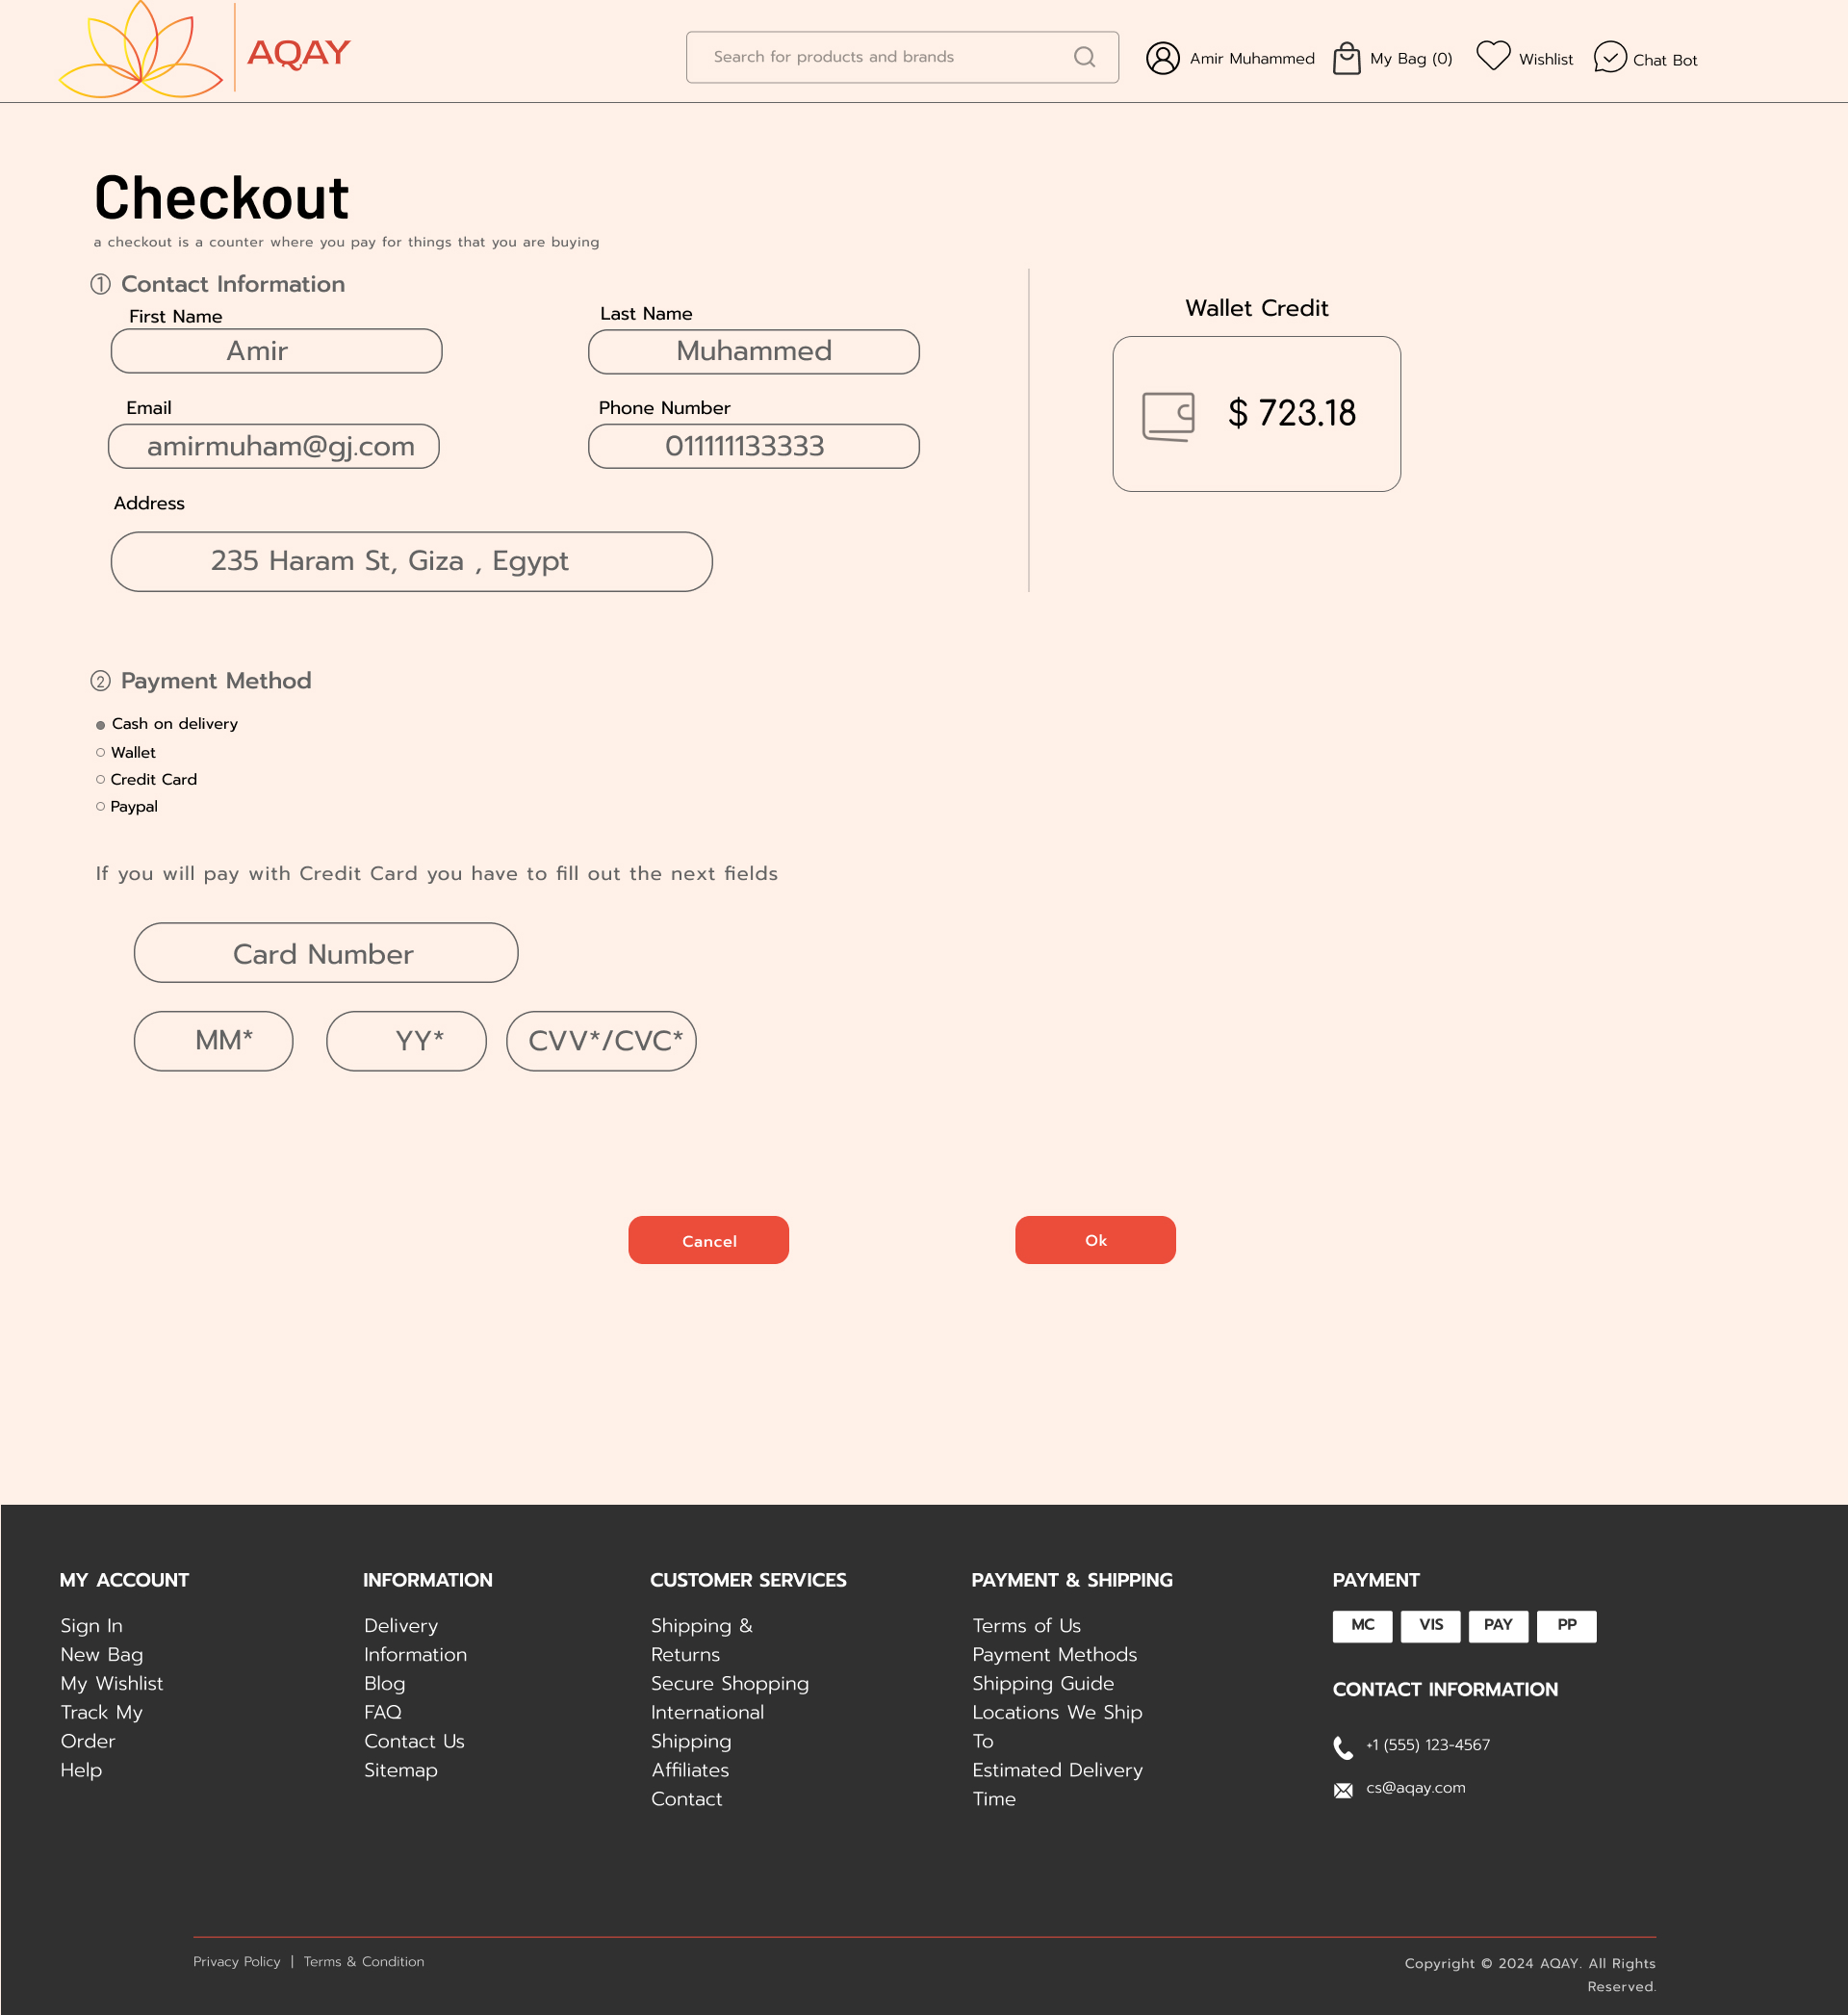 AQAY
Search for products and brands
Amir Muhammed
My Bag (0)
Wishlist
Chat Bot
Checkout
a checkout is a counter where you pay for things that you are buying
1 Contact Information
First Name
Last Name
Amir
Muhammed
Email
Phone Number
amirmuham@gj.com
011111133333
Address
235 Haram St, Giza , Egypt
Wallet Credit
$ 723.18
2 Payment Method
Cash on delivery
Wallet
Credit Card
Paypal
If you will pay with Credit Card you have to fill out the next fields
Card Number
MM*
YY*
CVV*/CVC*
Cancel
Ok
MY ACCOUNT
Sign In
New Bag
My Wishlist
Track My
Order
Help
INFORMATION
Delivery
Information
Blog
FAQ
Contact Us
Sitemap
CUSTOMER SERVICES
Shipping &
Returns
Secure Shopping
International
Shipping
Affiliates
Contact
PAYMENT & SHIPPING
Terms of Us
Payment Methods
Shipping Guide
Locations We Ship
To
Estimated Delivery
Time
PAYMENT
MC
VIS
PAY
PP
CONTACT INFORMATION
+1 (555) 123-4567
cs@aqay.com
Privacy Policy | Terms & Condition
Copyright © 2024 AQAY. All Rights
Reserved.